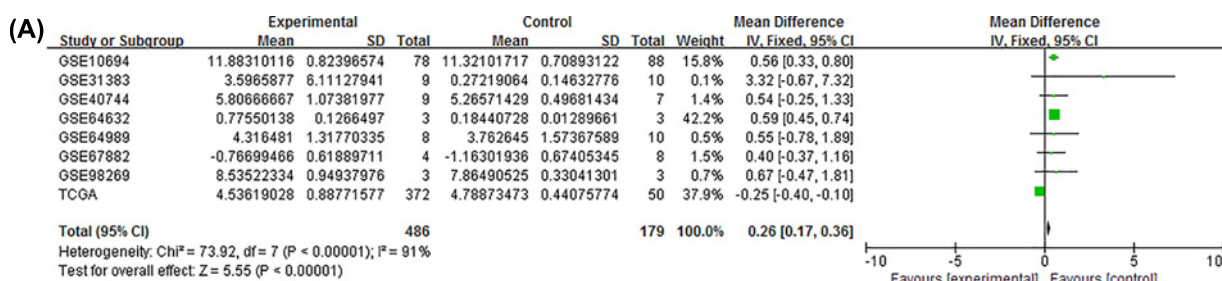 (A)
Experimental Control Mean Difference Mean Difference
Study or Subgroup Mean SD Total Mean SD Total Weight IV, Fixed, 95% CI IV, Fixed, 95% CI
GSE10694 11.88310116 0.82396574 78 11.32101717 0.70893122 88 15.8% 0.56 [0.33, 0.80]
GSE31383 3.5965877 6.11127941 9 0.27219064 0.14632776 10 0.1% 3.32 [-0.67, 7.32]
GSE40744 5.80666667 1.07381977 9 5.26571429 0.49681434 7 1.4% 0.54 [-0.25, 1.33]
GSE64632 0.77550138 0.1266497 3 0.18440728 0.01289661 3 42.2% 0.59 [0.45, 0.74]
GSE64989 4.316481 1.31770335 8 3.762645 1.57367589 10 0.5% 0.55 [-0.78, 1.89]
GSE67882 -0.76699466 0.61889711 4 -1.16301936 0.67405345 8 1.5% 0.40 [-0.37, 1.16]
GSE98269 8.53522334 0.94937976 3 7.86490525 0.33041301 3 0.7% 0.67 [-0.47, 1.81]
TCGA 4.53619028 0.88771577 372 4.78873473 0.44075774 50 37.9% -0.25 [-0.40, -0.10]
Total (95% CI) 486 179 100.0% 0.26 [0.17, 0.36]
Heterogeneity: Chi² = 73.92, df = 7 (P < 0.00001); I² = 91%
Test for overall effect: Z = 5.55 (P < 0.00001)
-10 -5 0 5 10
Favours [experimental] Favours [control]